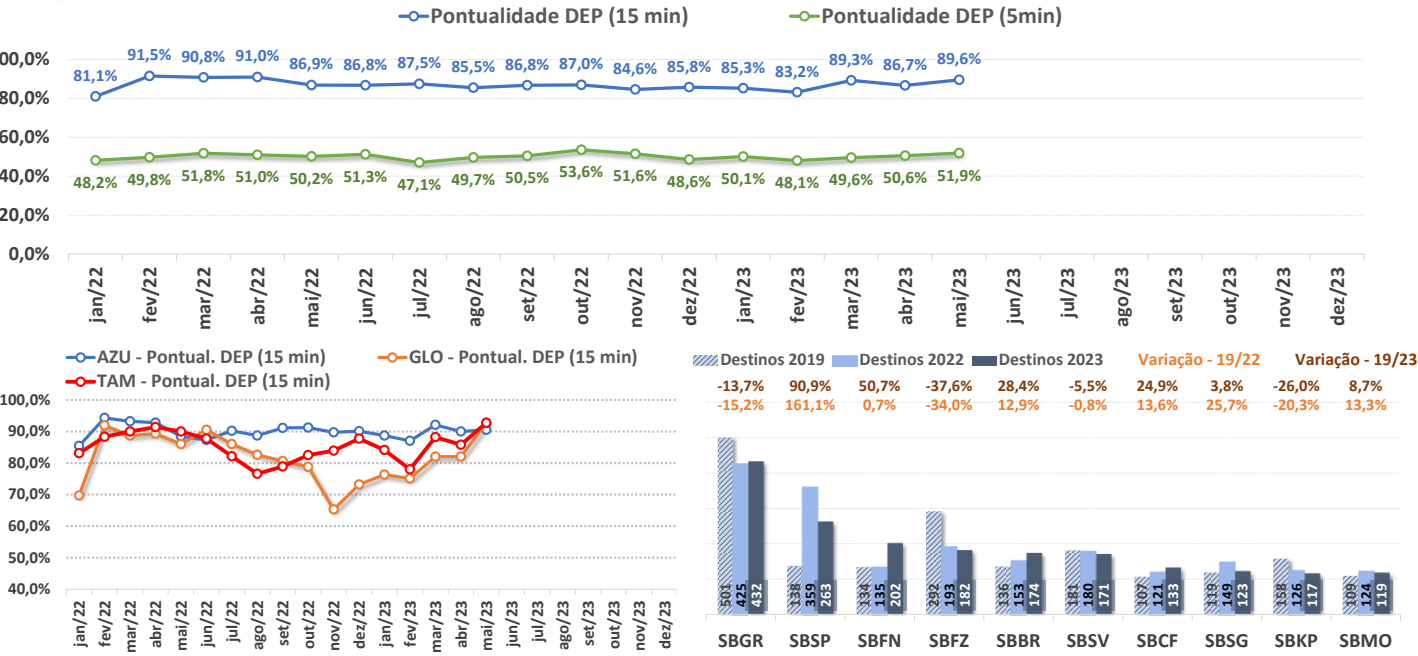 Pontualidade DEP (15 min) Pontualidade DEP (5min)
81,1% 91,5% 90,8% 91,0% 86,9% 86,8% 87,5% 85,5% 86,8% 87,0% 84,6% 85,8% 85,3% 83,2% 89,3% 86,7% 89,6%
00,0%
80,0%
60,0%
40,0%
20,0%
0,0%
48,2% 49,8% 51,8% 51,0% 50,2% 51,3% 47,1% 49,7% 50,5% 53,6% 51,6% 48,6% 50,1% 48,1% 49,6% 50,6% 51,9%
jan/22 fev/22 mar/22 abr/22 mai/22 jun/22 jul/22 ago/22 set/22 out/22 nov/22 dez/22 jan/23 fev/23 mar/23 abr/23 mai/23 jun/23 jul/23 ago/23 set/23 out/23 nov/23 dez/23
AZU - Pontual. DEP (15 min) GLO - Pontual. DEP (15 min)
TAM - Pontual. DEP (15 min)
100,0%
90,0%
80,0%
70,0%
60,0%
50,0%
40,0%
jan/22 fev/22 mar/22 abr/22 mai/22 jun/22 jul/22 ago/22 set/22 out/22 nov/22 dez/22 jan/23 fev/23 mar/23 abr/23 mai/23 jun/23 jul/23 ago/23 set/23 out/23 nov/23 dez/23
Destinos 2019 Destinos 2022 Destinos 2023 Variação - 19/22 Variação - 19/23
-13,7% 90,9% 50,7% -37,6% 28,4% -5,5% 24,9% 3,8% -26,0% 8,7%
-15,2% 161,1% 0,7% -34,0% 12,9% -0,8% 13,6% 25,7% -20,3% 13,3%
501 425 432 138 359 263 134 135 202 292 193 182 136 153 174 181 180 171 107 121 133 119 149 123 158 126 117 109 124 119
SBGR SBSP SBFN SBFZ SBBR SBSV SBCF SBSG SBKP SBMO